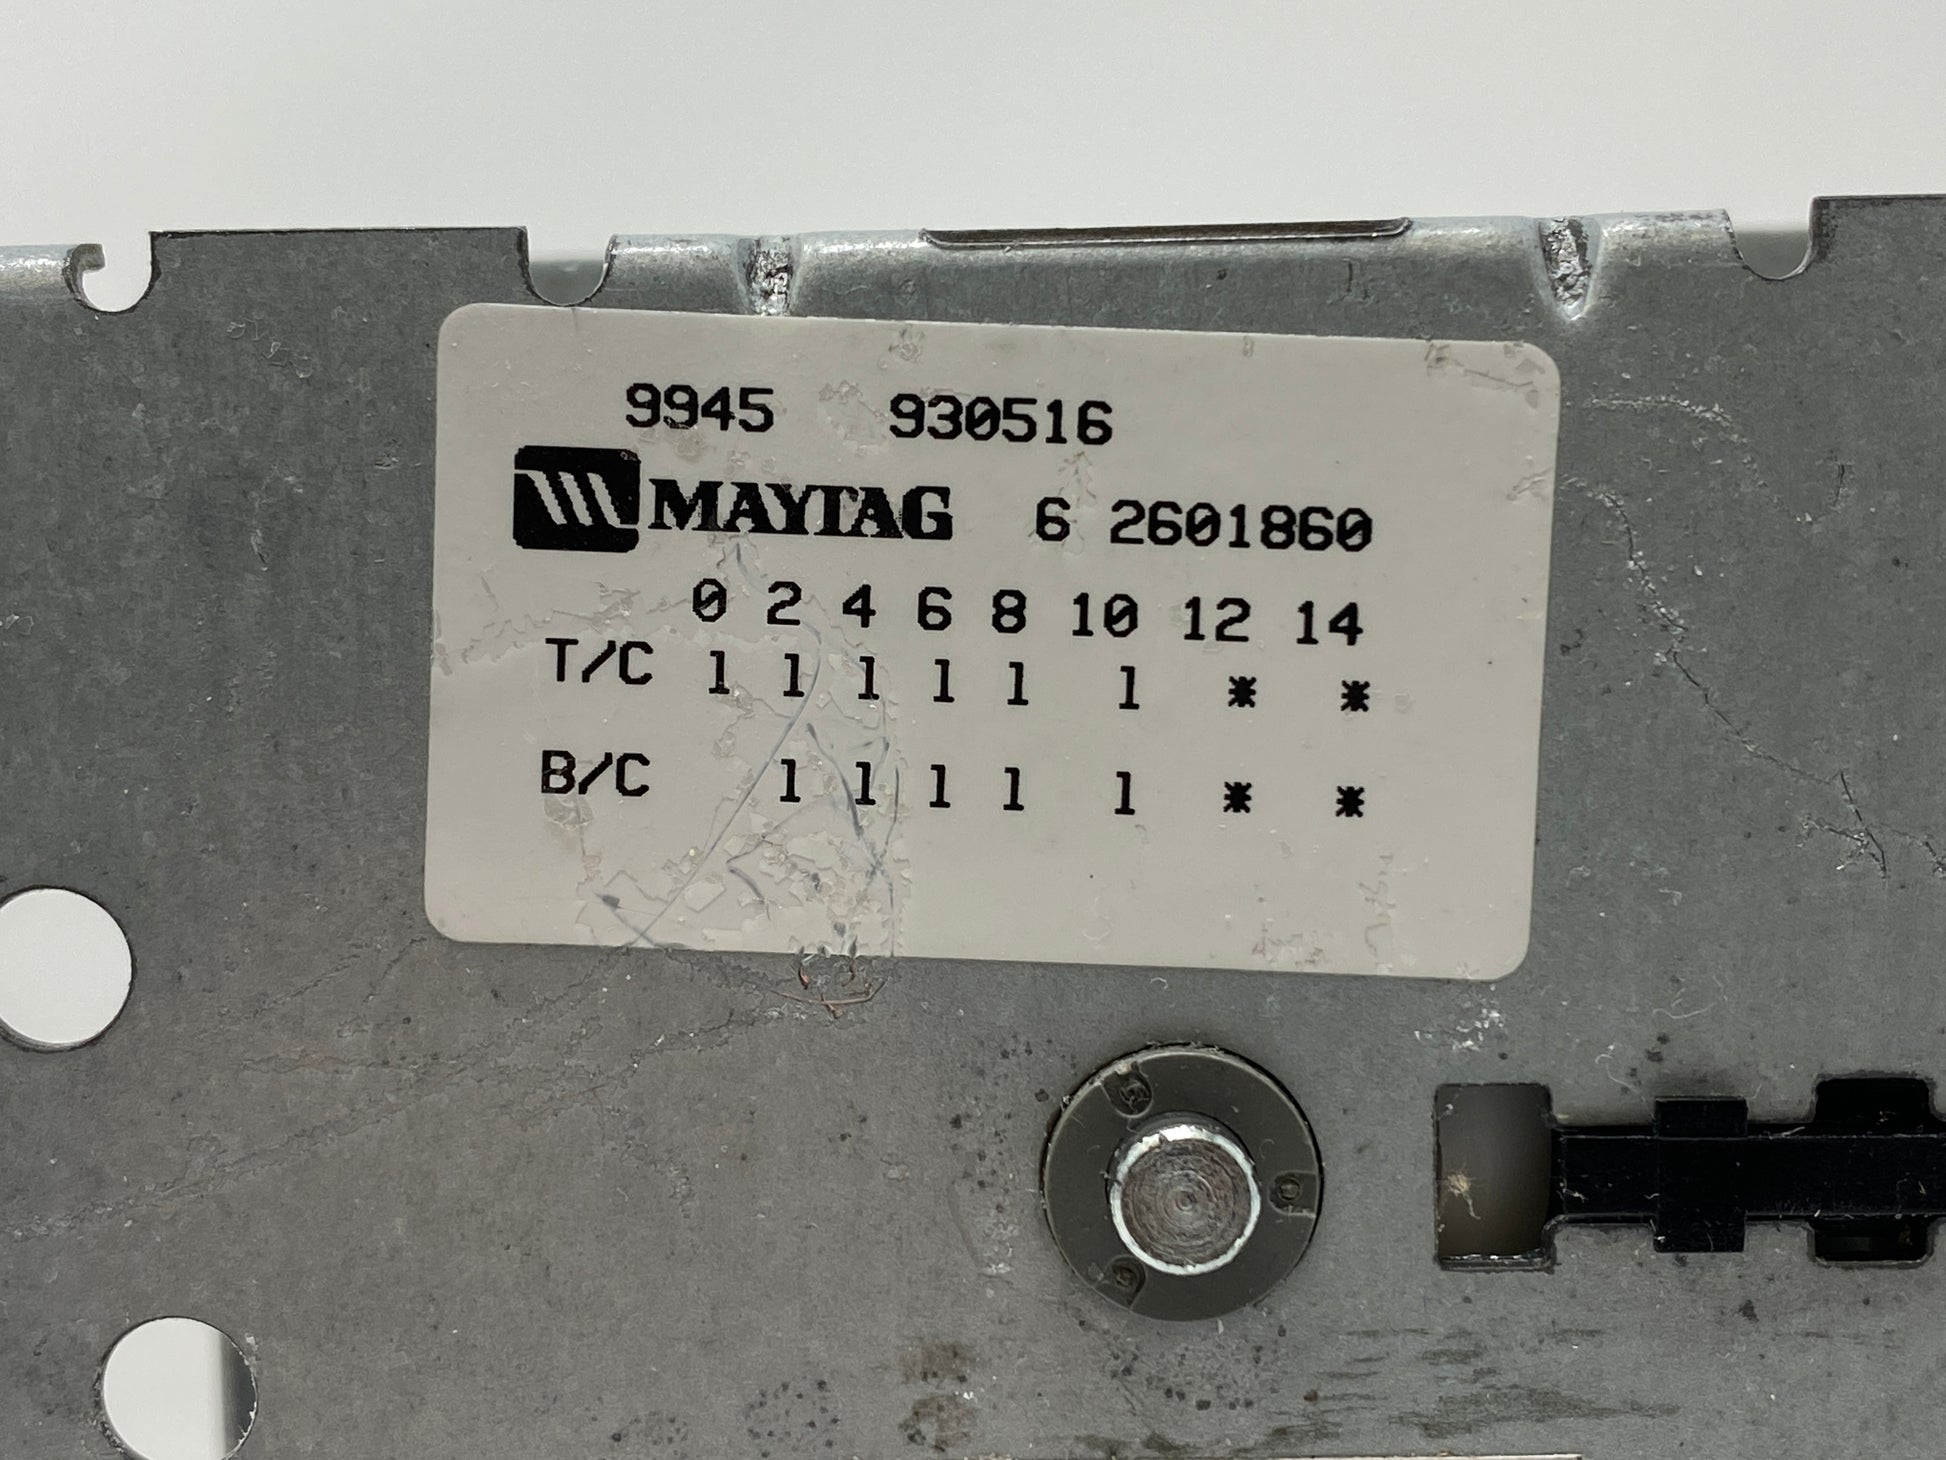 9945 930516
MAYTAG 6 2601860
0 2 4 6 8 10 12 14
T/C 1 1 1 1 1 1 * *
B/C 1 1 1 1 1 * *